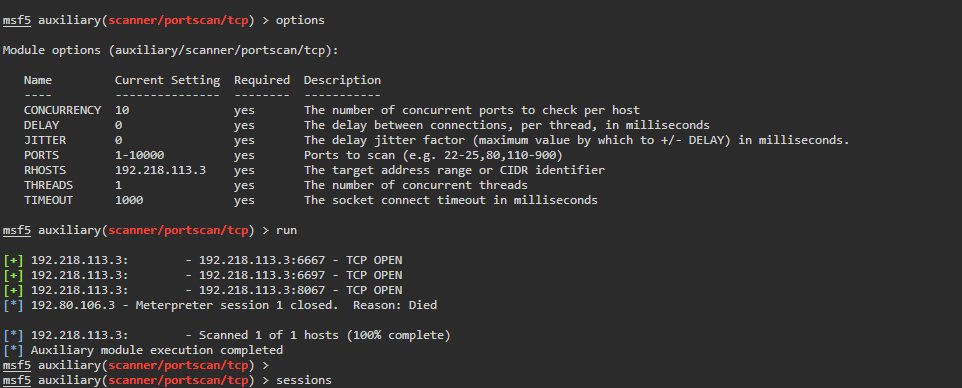 msf5 auxiliary(scanner/portscan/tcp) > options
Module options (auxiliary/scanner/portscan/tcp):
Name Current Setting Required Description
---- --------------- -------- -----------
CONCURRENCY 10 yes The number of concurrent ports to check per host
DELAY 0 yes The delay between connections, per thread, in milliseconds
JITTER 0 yes The delay jitter factor (maximum value by which to +/- DELAY) in milliseconds.
PORTS 1-10000 yes Ports to scan (e.g. 22-25,80,110-900)
RHOSTS 192.218.113.3 yes The target address range or CIDR identifier
THREADS 1 yes The number of concurrent threads
TIMEOUT 1000 yes The socket connect timeout in milliseconds
msf5 auxiliary(scanner/portscan/tcp) > run
[+] 192.218.113.3: - 192.218.113.3:6667 - TCP OPEN
[+] 192.218.113.3: - 192.218.113.3:6697 - TCP OPEN
[+] 192.218.113.3: - 192.218.113.3:8067 - TCP OPEN
[*] 192.80.106.3 - Meterpreter session 1 closed. Reason: Died
[*] 192.218.113.3: - Scanned 1 of 1 hosts (100% complete)
[*] Auxiliary module execution completed
msf5 auxiliary(scanner/portscan/tcp) >
msf5 auxiliary(scanner/portscan/tcp) > sessions